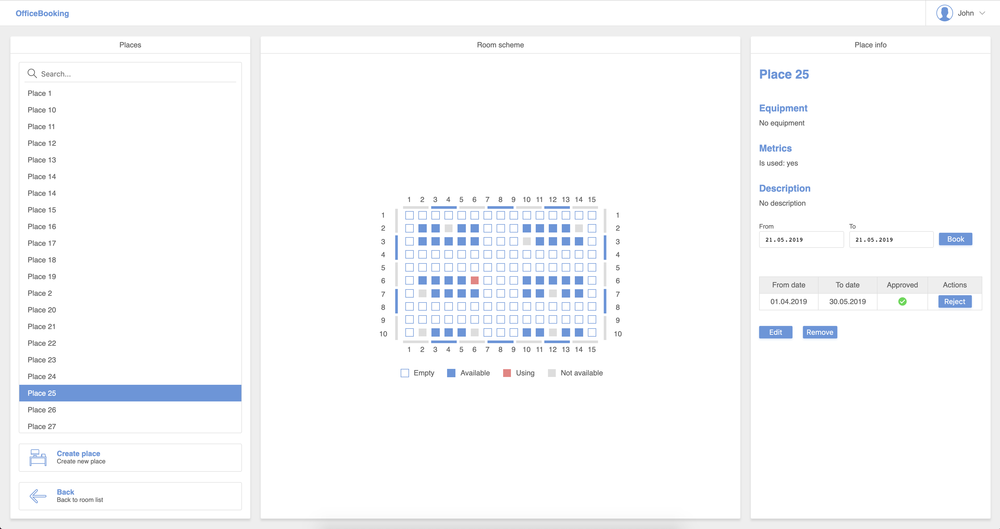 OfficeBooking
John
Places
Search...
Place 1
Place 10
Place 11
Place 12
Place 13
Place 14
Place 14
Place 15
Place 16
Place 17
Place 18
Place 19
Place 2
Place 20
Place 21
Place 22
Place 23
Place 24
Place 25
Place 26
Place 27
Create place
Create new place
Back
Back to room list
Room scheme
1 2 3 4 5 6 7 8 9 10 11 12 13 14 15
1 1
2 2
3 3
4 4
5 5
6 6
7 7
8 8
9 9
10 10
1 2 3 4 5 6 7 8 9 10 11 12 13 14 15
Empty Available Using Not available
Place info
Place 25
Equipment
No equipment
Metrics
Is used: yes
Description
No description
From To
21.05.2019 21.05.2019 Book
From date To date Approved Actions
01.04.2019 30.05.2019 Reject
Edit Remove